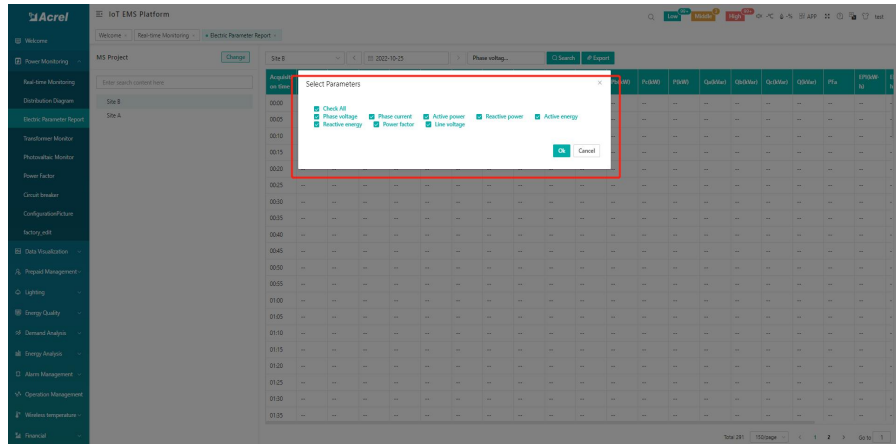 Acrel
IoT EMS Platform
Low
Middle
High
APP
test
Welcome
Real-time Monitoring
Electric Parameter Report
Welcome
Power Monitoring
Real-time Monitoring
Distribution Diagram
Electric Parameter Report
Transformer Monitor
Photovaltaic Monitor
Power Factor
Circuit breaker
ConfigurationPicture
factory_edit
Data Visualization
Prepaid Management
Lighting
Energy Quality
Demand Analysis
Energy Analysis
Alarm Management
Operation Management
Wireless temperature
Financial
MS Project
Change
Enter search content here
Site B
Site A
Site B
2022-10-25
Phase voltag...
Search
Export
Select Parameters
Check All
Phase voltage
Phase current
Active power
Reactive power
Active energy
Reactive energy
Power factor
Line voltage
Ok
Cancel
Pc(kW)
P(kW)
Qa(kVar)
Qb(kVar)
Qc(kVar)
Q(kVar)
PFa
EPI(kW·
h)
00:00
00:05
00:10
00:15
00:20
00:25
00:30
00:35
00:40
00:45
00:50
00:55
01:00
01:05
01:10
01:15
01:20
01:25
01:30
01:35
Total 281
150/page
1
2
Go to
1